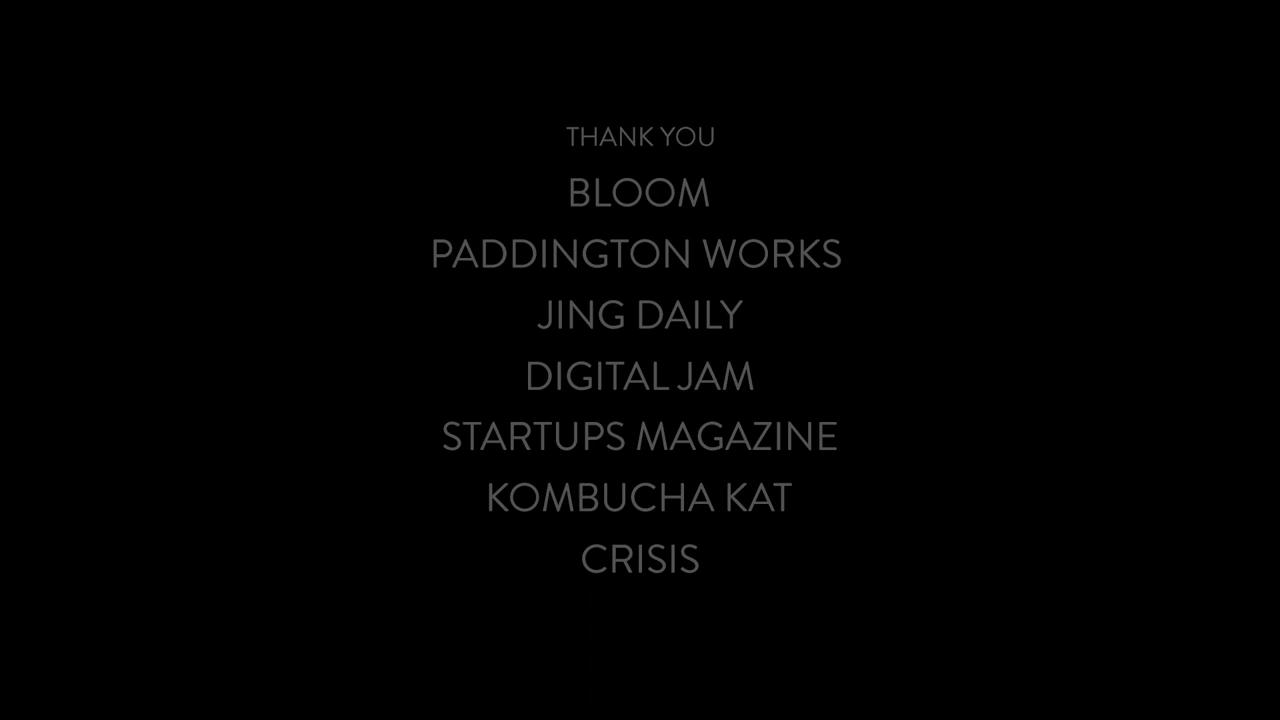 THANK YOU
BLOOM
PADDINGTON WORKS
JING DAILY
DIGITAL JAM
STARTUPS MAGAZINE
KOMBUCHA KAT
CRISIS